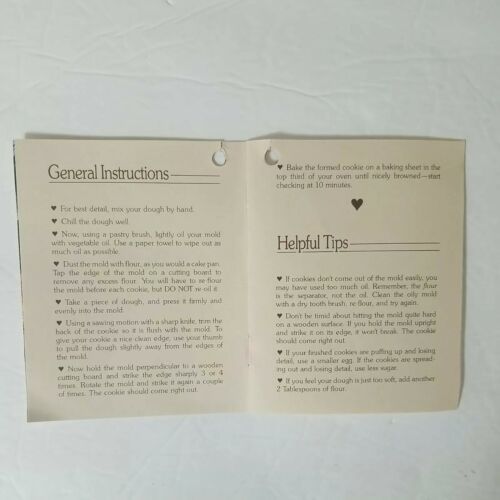 General Instructions
♥ For best detail, mix your dough by hand.
♥ Chill the dough well.
♥ Now, using a pastry brush, lightly oil your mold
with vegetable oil. Use a paper towel to wipe out as
much oil as possible.
♥ Dust the mold with flour, as you would a cake pan.
Tap the edge of the mold on a cutting board to
remove any excess flour. You will have to re-flour
the mold before each cookie, but DO NOT re-oil it.
♥ Take a piece of dough, and press it firmly and
evenly into the mold.
♥ Using a sawing motion with a sharp knife, trim the
back of the cookie so it is flush with the mold. To
give your cookie a nice clean edge, use your thumb
to pull the dough slightly away from the edges of
the mold.
♥ Now hold the mold perpendicular to a wooden
cutting board and strike the edge sharply 3 or 4
times. Rotate the mold and strike it again a couple
of times. The cookie should come right out.
♥ Bake the formed cookie on a baking sheet in the
top third of your oven until nicely browned—start
checking at 10 minutes.
♥
Helpful Tips
♥ If cookies don't come out of the mold easily, you
may have used too much oil. Remember, the flour
is the separator, not the oil. Clean the oily mold
with a dry tooth brush, re-flour, and try again.
♥ Don't be timid about hitting the mold quite hard
on a wooden surface. If you hold the mold upright
and strike it on its edge, it won't break. The cookie
should come right out.
♥ If your finished cookies are puffing up and losing
detail, use a smaller egg. If the cookies are spread-
ing out and losing detail, use less sugar.
♥ If you feel your dough is just too soft, add another
2 Tablespoons of flour.